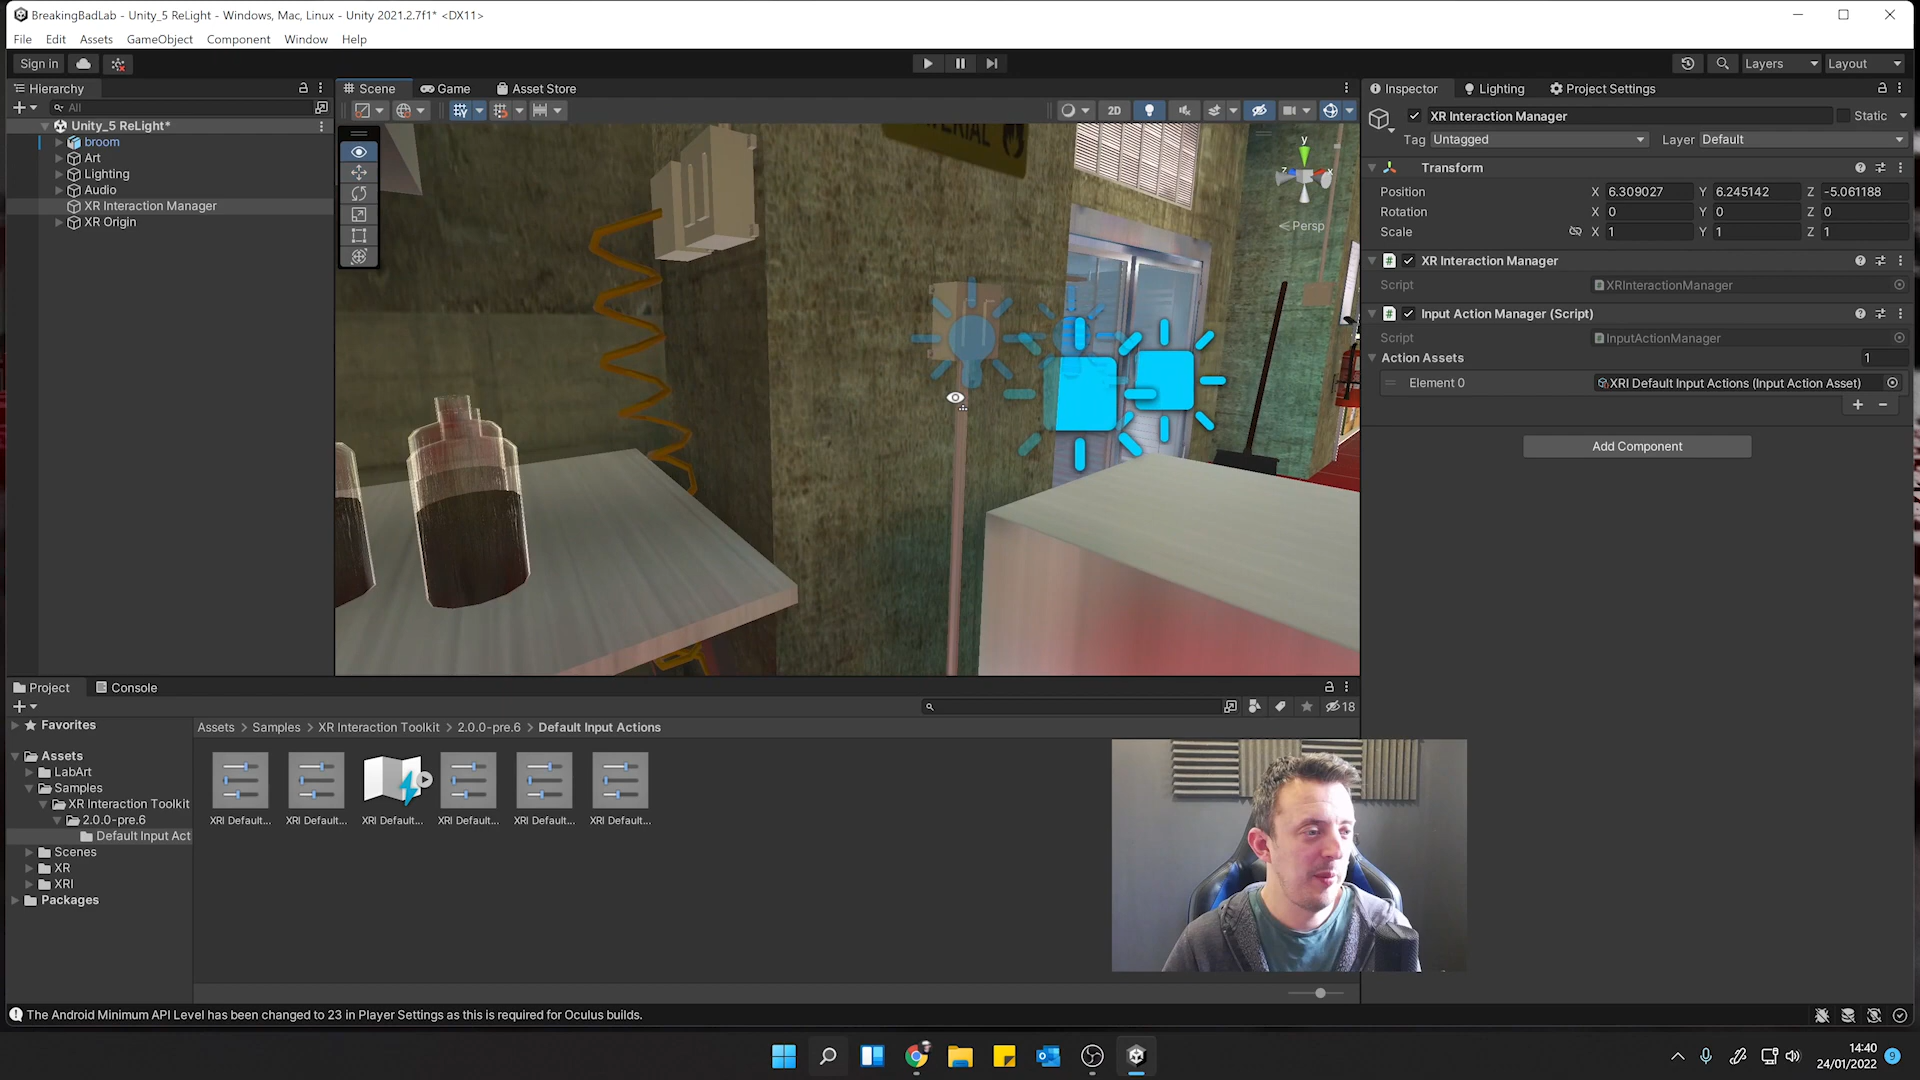 BreakingBadLab - Unity_5 ReLight - Windows, Mac, Linux - Unity 2021.2.7f1* <DX11>
File Edit Assets GameObject Component Window Help
Sign in
Layers Layout
Hierarchy
Scene Game Asset Store
Inspector Lighting Project Settings
All
2D
XR Interaction Manager Static
Unity_5 ReLight*
Tag Untagged Layer Default
broom
Art
Lighting
Audio
XR Interaction Manager
XR Origin
y
z x
Persp
Transform
Position X 6.309027 Y 6.245142 Z -5.061188
Rotation X 0 Y 0 Z 0
Scale X 1 Y 1 Z 1
XR Interaction Manager
Script XRInteractionManager
Input Action Manager (Script)
Script InputActionManager
Action Assets 1
Element 0 XRI Default Input Actions (Input Action Asset)
Add Component
Project Console
18
Favorites
Assets > Samples > XR Interaction Toolkit > 2.0.0-pre.6 > Default Input Actions
Assets
LabArt
Samples
XR Interaction Toolkit
2.0.0-pre.6
Default Input Act
Scenes
XR
XRI
Packages
XRI Default... XRI Default... XRI Default... XRI Default... XRI Default... XRI Default...
The Android Minimum API Level has been changed to 23 in Player Settings as this is required for Oculus builds.
14:40
24/01/2022
9